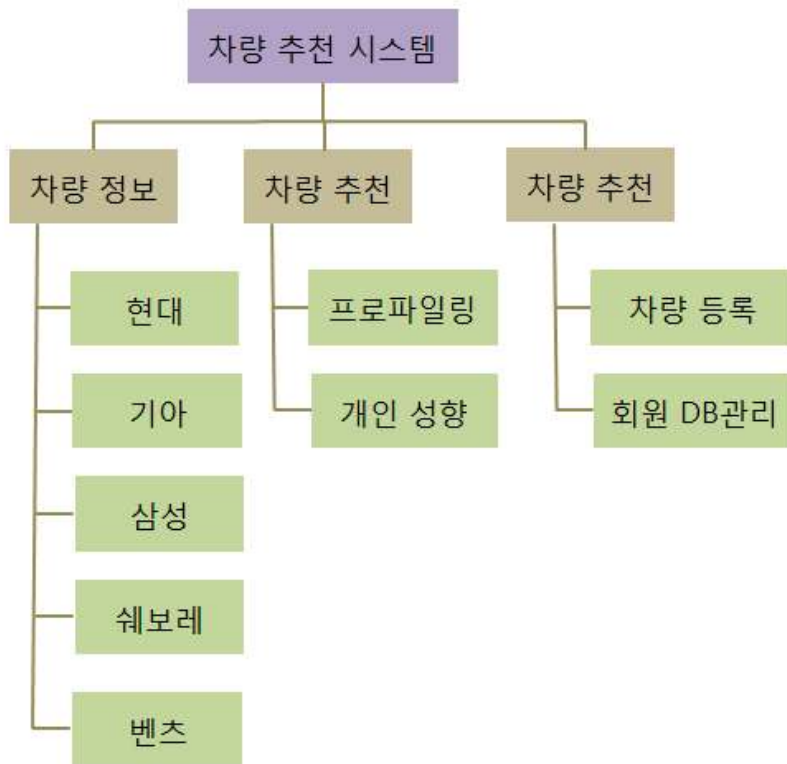 차량 추천 시스템
차량 정보
차량 추천
차량 추천
현대
기아
삼성
쉐보레
벤츠
프로파일링
개인 성향
차량 등록
회원 DB관리